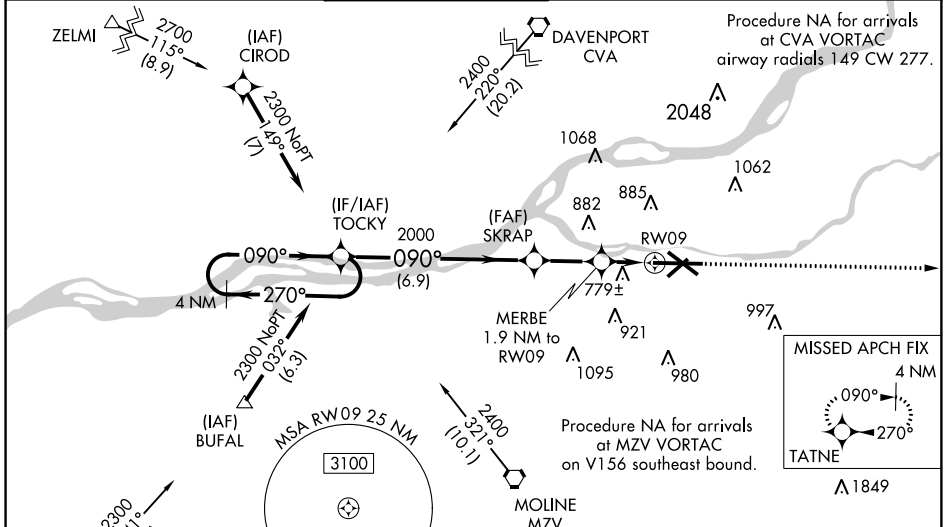 ZELMI
2700
115°
(8.9)
(IAF)
CIROD
2300 NoPT
149°
(7)
DAVENPORT
CVA
2400
220°
(20.2)
Procedure NA for arrivals
at CVA VORTAC
airway radials 149 CW 277.
2048
1068
1062
882
885
(IF/IAF)
TOCKY
2000
090°
(6.9)
(FAF)
SKRAP
RW09
090°
270°
4 NM
779±
MERBE
1.9 NM to
RW09
921
997
1095
980
2300 NoPT
032°
(6.3)
(IAF)
BUFAL
MISSED APCH FIX
4 NM
090°
270°
TATNE
MSA RW09 25 NM
3100
2400
321°
(10.1)
Procedure NA for arrivals
at MZV VORTAC
on V156 southeast bound.
1849
MOLINE
MZV
2300